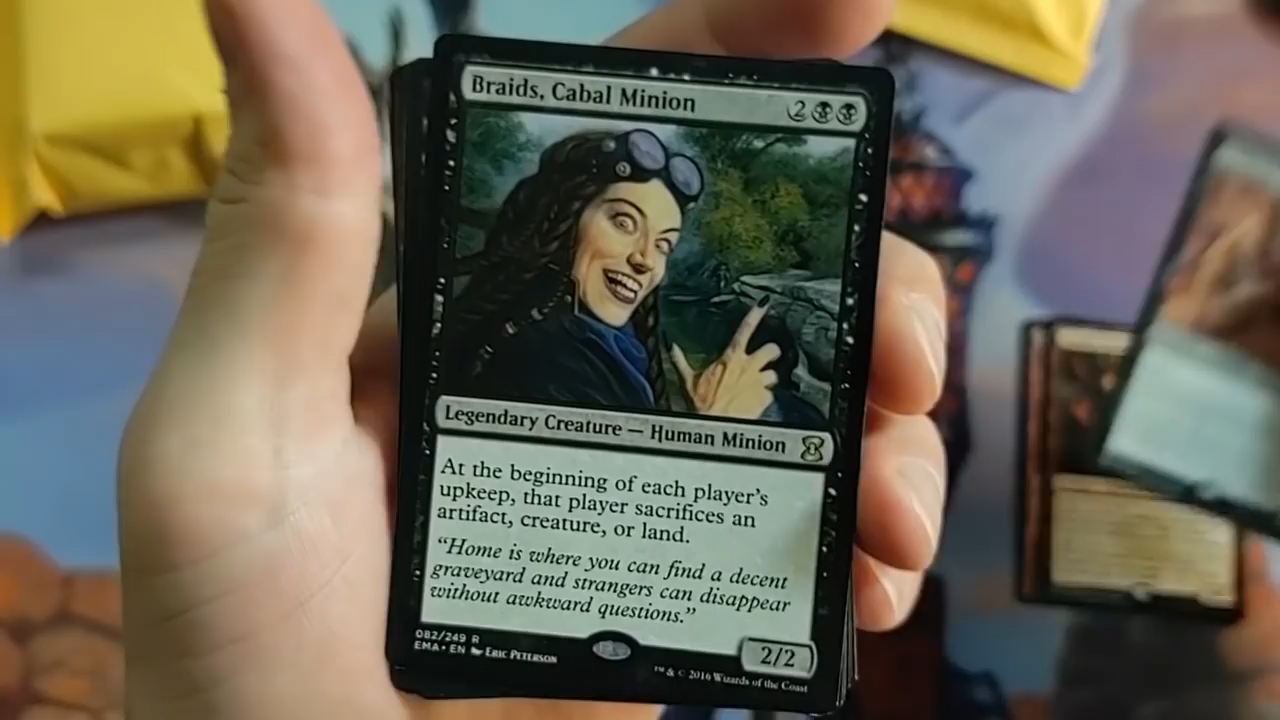 Braids, Cabal Minion 2
Legendary Creature — Human Minion
At the beginning of each player's
upkeep, that player sacrifices an
artifact, creature, or land.
“Home is where you can find a decent
graveyard and strangers can disappear
without awkward questions.”
082/249 R
EMA • EN Eric Peterson
2/2
™ & © 2016 Wizards of the Coast